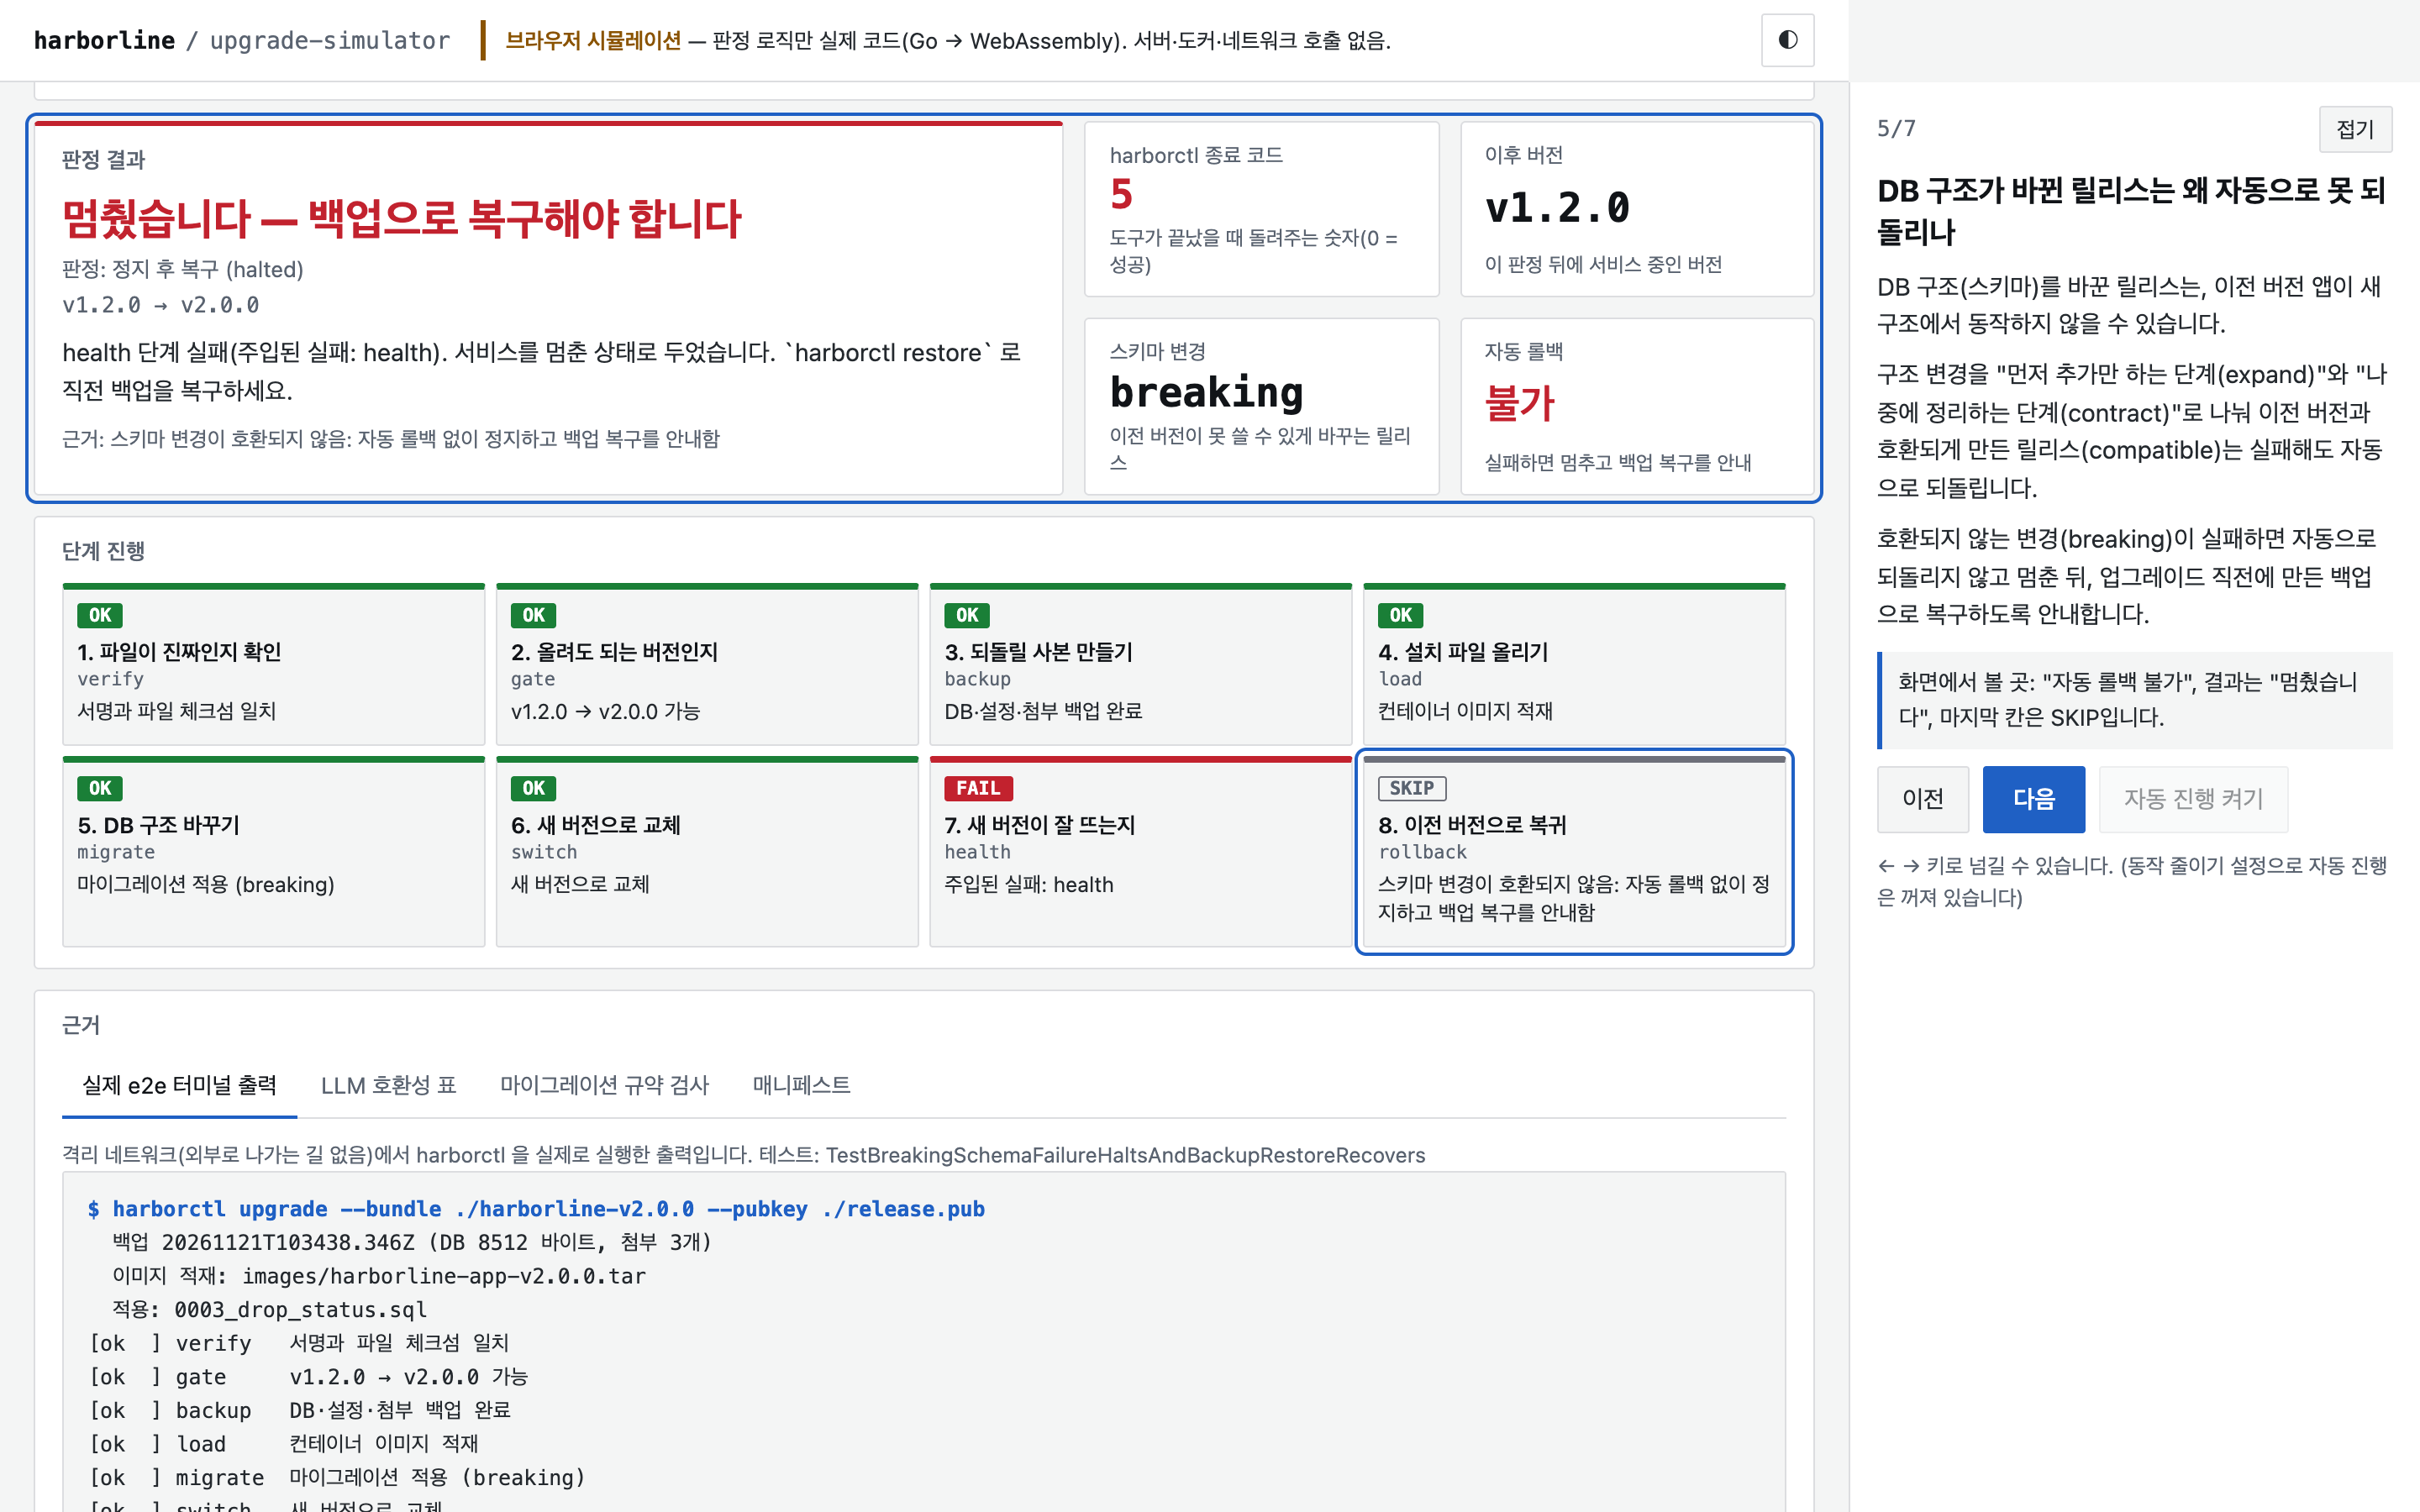 harborline / upgrade-simulator
브라우저 시뮬레이션 — 판정 로직만 실제 코드(Go → WebAssembly). 서버·도커·네트워크 호출 없음.
판정 결과
멈췄습니다 — 백업으로 복구해야 합니다
판정: 정지 후 복구 (halted)
v1.2.0 → v2.0.0
health 단계 실패(주입된 실패: health). 서비스를 멈춘 상태로 두었습니다. `harborctl restore` 로
직전 백업을 복구하세요.
근거: 스키마 변경이 호환되지 않음: 자동 롤백 없이 정지하고 백업 복구를 안내함
harborctl 종료 코드
5
도구가 끝났을 때 돌려주는 숫자(0 =
성공)
이후 버전
v1.2.0
이 판정 뒤에 서비스 중인 버전
스키마 변경
breaking
이전 버전이 못 쓸 수 있게 바꾸는 릴리
스
자동 롤백
불가
실패하면 멈추고 백업 복구를 안내
단계 진행
OK
1. 파일이 진짜인지 확인
verify
서명과 파일 체크섬 일치
OK
2. 올려도 되는 버전인지
gate
v1.2.0 → v2.0.0 가능
OK
3. 되돌릴 사본 만들기
backup
DB·설정·첨부 백업 완료
OK
4. 설치 파일 올리기
load
컨테이너 이미지 적재
OK
5. DB 구조 바꾸기
migrate
마이그레이션 적용 (breaking)
OK
6. 새 버전으로 교체
switch
새 버전으로 교체
FAIL
7. 새 버전이 잘 뜨는지
health
주입된 실패: health
SKIP
8. 이전 버전으로 복귀
rollback
스키마 변경이 호환되지 않음: 자동 롤백 없이 정
지하고 백업 복구를 안내함
근거
실제 e2e 터미널 출력
LLM 호환성 표
마이그레이션 규약 검사
매니페스트
격리 네트워크(외부로 나가는 길 없음)에서 harborctl 을 실제로 실행한 출력입니다. 테스트: TestBreakingSchemaFailureHaltsAndBackupRestoreRecovers
$ harborctl upgrade --bundle ./harborline-v2.0.0 --pubkey ./release.pub
백업 20261121T103438.346Z (DB 8512 바이트, 첨부 3개)
이미지 적재: images/harborline-app-v2.0.0.tar
적용: 0003_drop_status.sql
[ok  ] verify   서명과 파일 체크섬 일치
[ok  ] gate     v1.2.0 → v2.0.0 가능
[ok  ] backup   DB·설정·첨부 백업 완료
[ok  ] load     컨테이너 이미지 적재
[ok  ] migrate  마이그레이션 적용 (breaking)
[ok  ] switch   새 버전으로 교체
5/7
접기
DB 구조가 바뀐 릴리스는 왜 자동으로 못 되
돌리나
DB 구조(스키마)를 바꾼 릴리스는, 이전 버전 앱이 새
구조에서 동작하지 않을 수 있습니다.
구조 변경을 "먼저 추가만 하는 단계(expand)"와 "나
중에 정리하는 단계(contract)"로 나눠 이전 버전과
호환되게 만든 릴리스(compatible)는 실패해도 자동
으로 되돌립니다.
호환되지 않는 변경(breaking)이 실패하면 자동으로
되돌리지 않고 멈춘 뒤, 업그레이드 직전에 만든 백업
으로 복구하도록 안내합니다.
화면에서 볼 곳: "자동 롤백 불가", 결과는 "멈췄습니
다", 마지막 칸은 SKIP입니다.
이전
다음
자동 진행 켜기
← → 키로 넘길 수 있습니다. (동작 줄이기 설정으로 자동 진행
은 꺼져 있습니다)